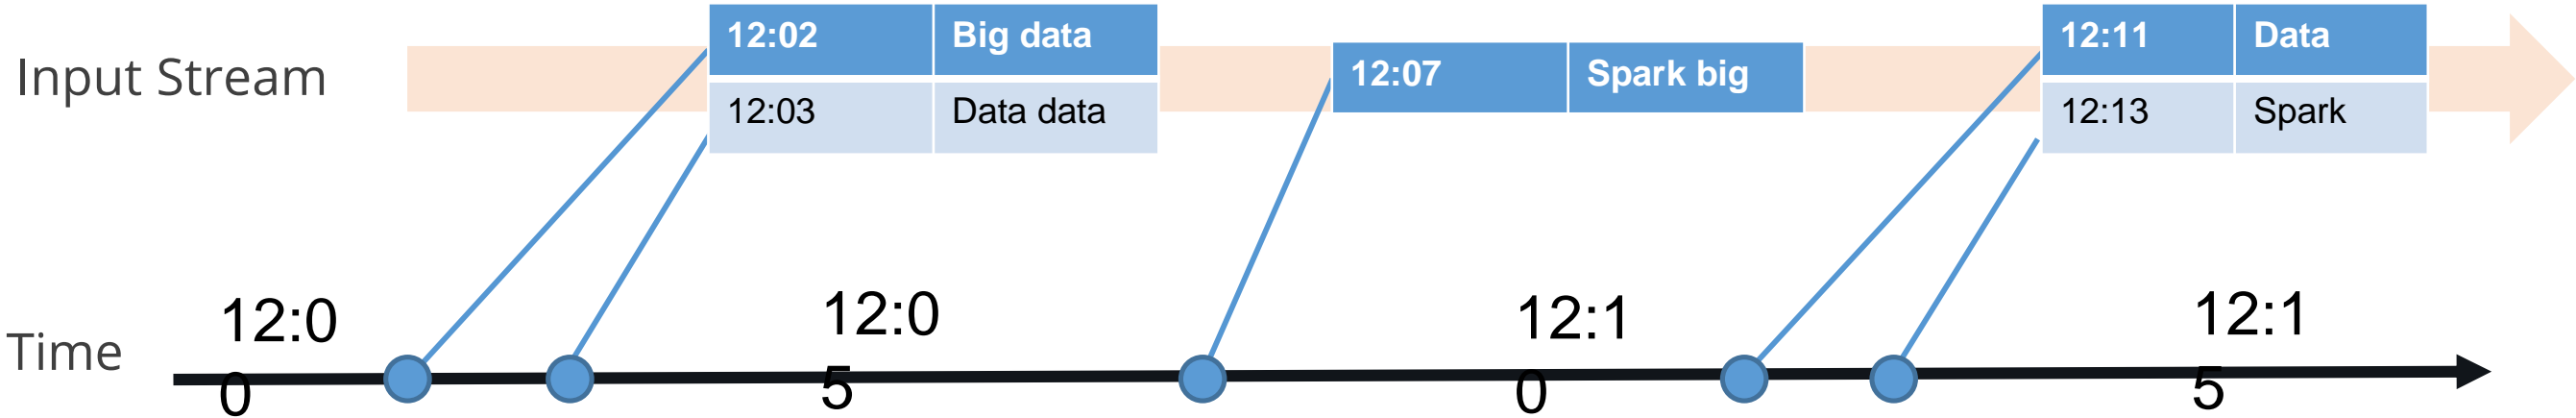 Input Stream
12:02 Big data
12:03 Data data
12:07 Spark big
12:11 Data
12:13 Spark
Time
12:0
0
12:0
5
12:1
0
12:1
5